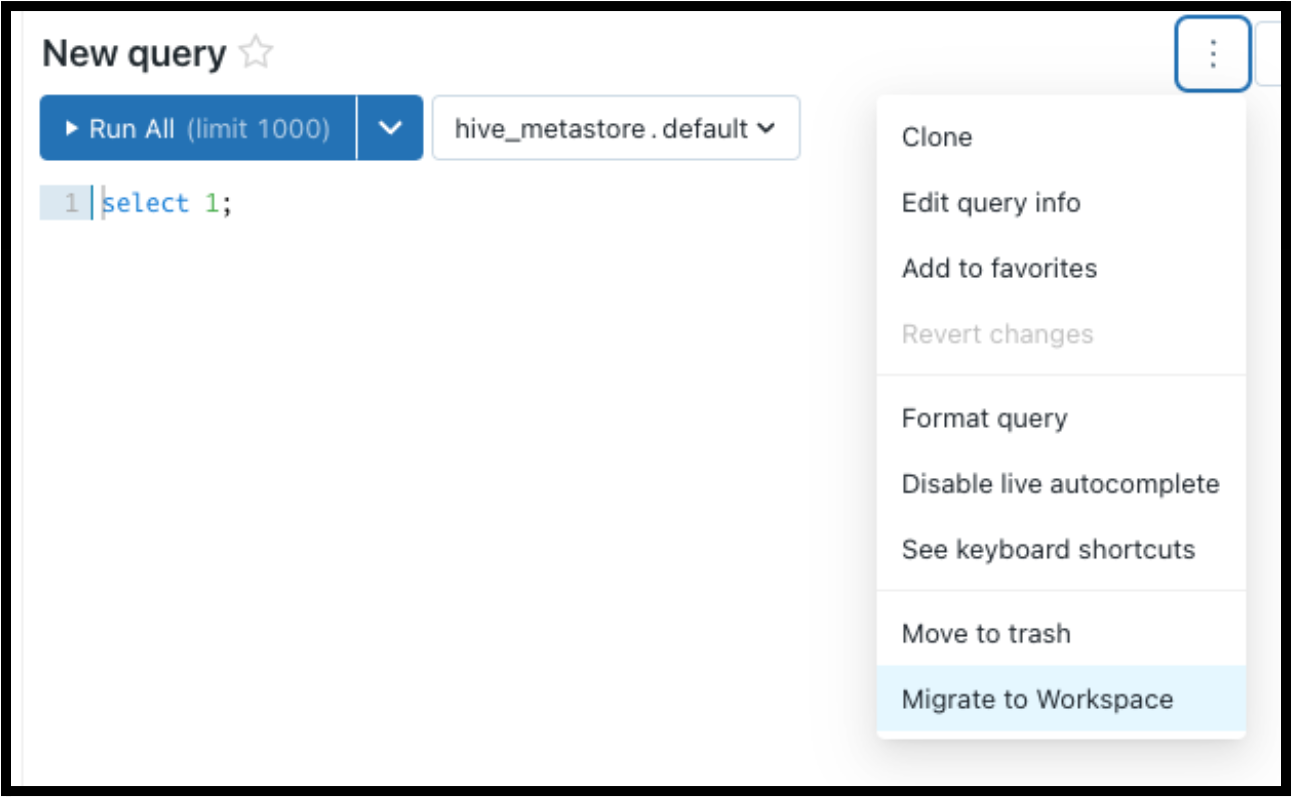 New query
Run All (limit 1000)
hive_metastore . default
1 select 1;
Clone
Edit query info
Add to favorites
Revert changes
Format query
Disable live autocomplete
See keyboard shortcuts
Move to trash
Migrate to Workspace